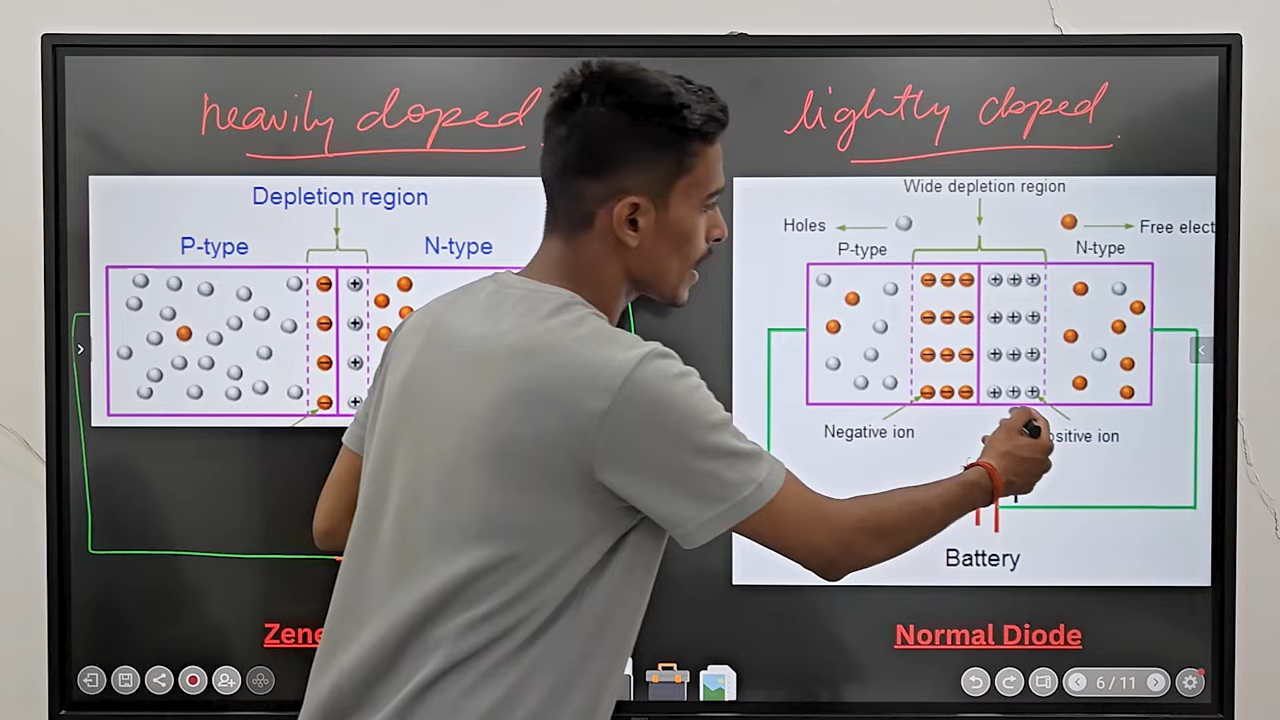 heavily doped
lightly doped.
Depletion region
P-type
N-type
Wide depletion region
Holes
Free elect
P-type
N-type
Negative ion
ositive ion
Battery
Zene
Normal Diode
6 / 11